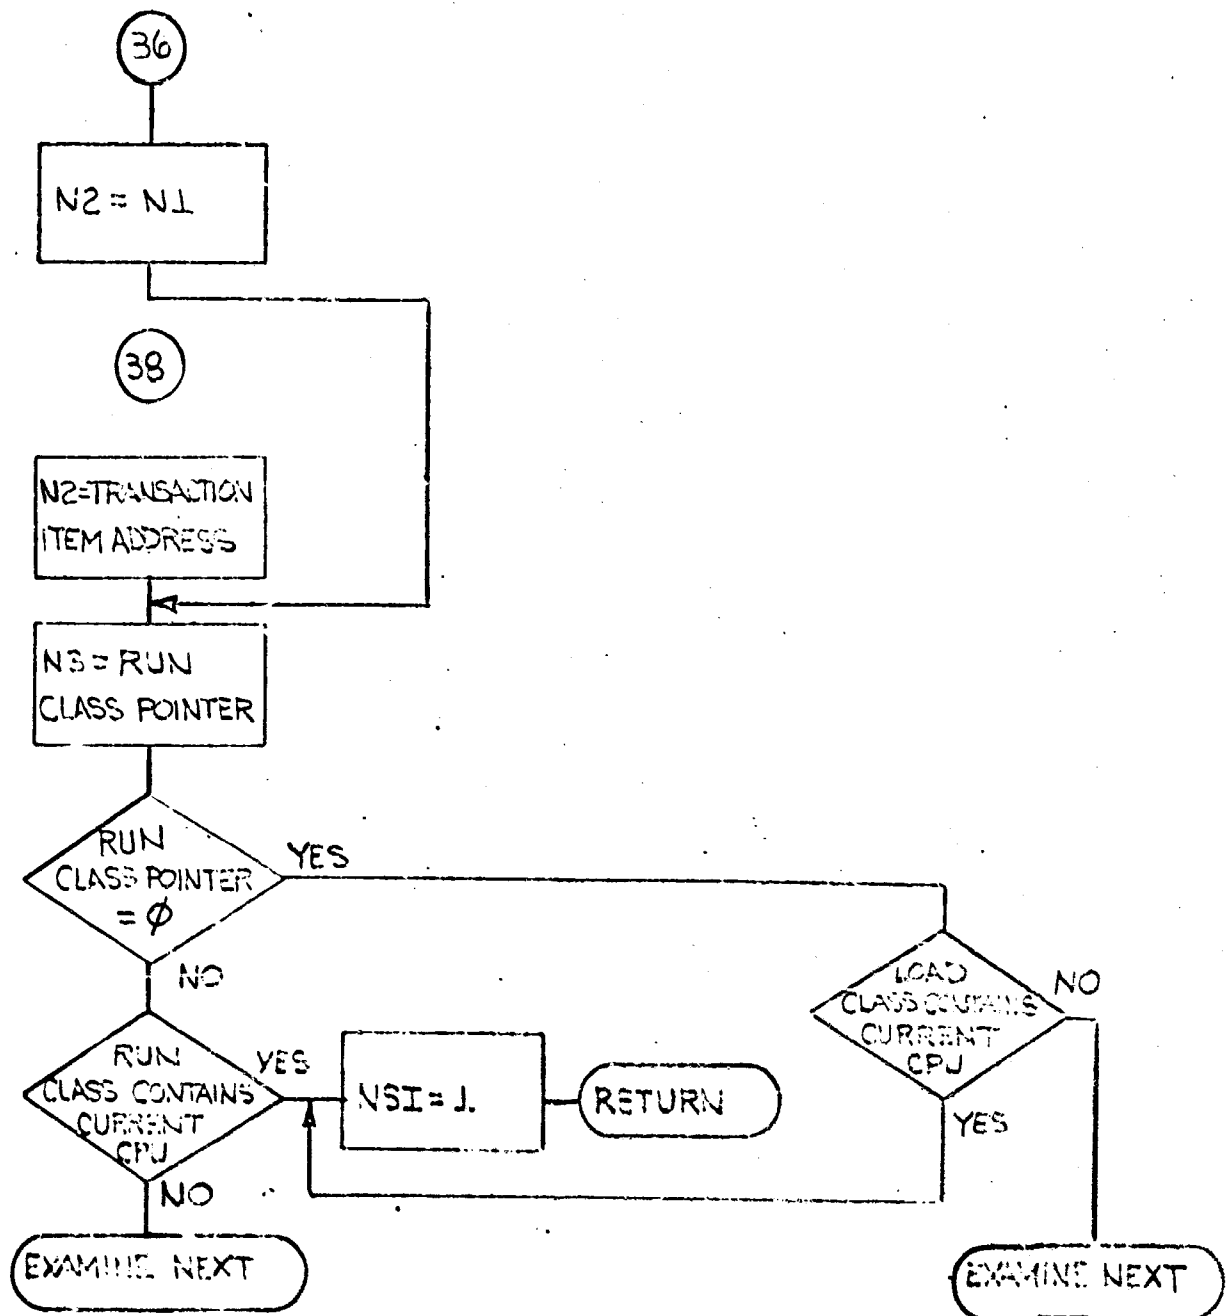 36
N2 = N1
38
N2=TRANSACTION
ITEM ADDRESS
N3 = RUN
CLASS POINTER
RUN
CLASS POINTER
= Ø
YES
NO
LOAD
CLASS CONTAINS
CURRENT
CPU
NO
YES
RUN
CLASS CONTAINS
CURRENT
CPU
YES
NO
NSI = 1
RETURN
EXAMINE NEXT
EXAMINE NEXT